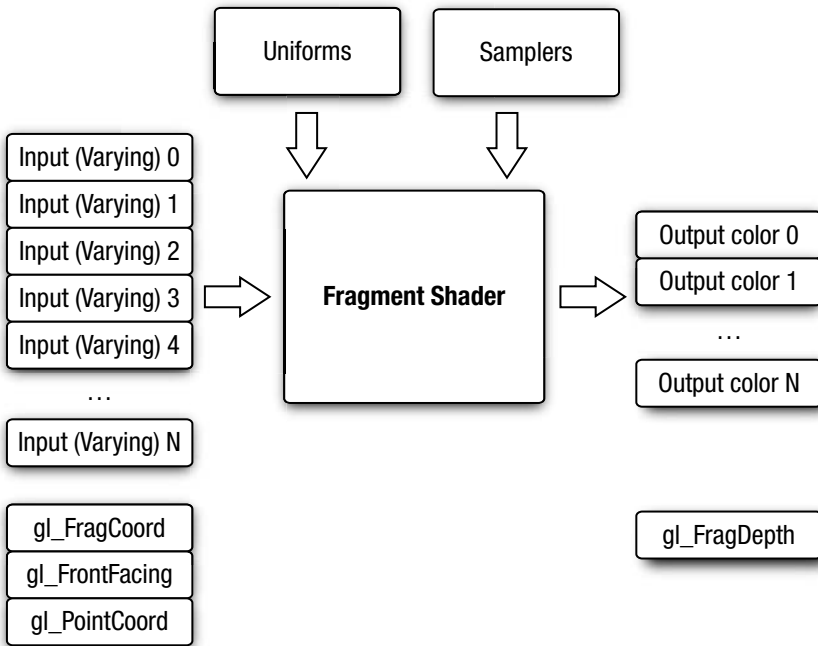 Uniforms
Samplers
Input (Varying) 0
Input (Varying) 1
Input (Varying) 2
Input (Varying) 3
Input (Varying) 4
...
Input (Varying) N
gl_FragCoord
gl_FrontFacing
gl_PointCoord
Fragment Shader
Output color 0
Output color 1
...
Output color N
gl_FragDepth